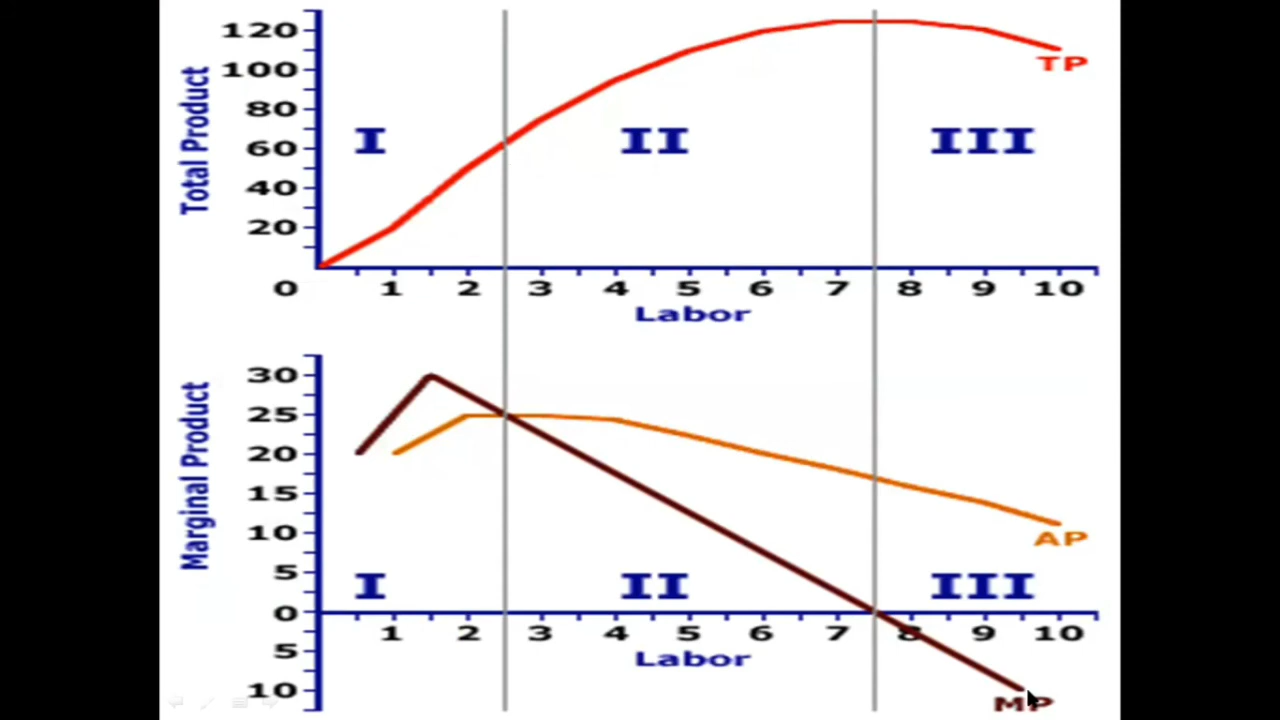 120
100
80
60
40
20
0
Total Product
I II III
TP
1 2 3 4 5 6 7 8 9 10
Labor
30
25
20
15
10
5
0
5
10
Marginal Product
AP
I II III
1 2 3 4 5 6 7 8 9 10
Labor
MP